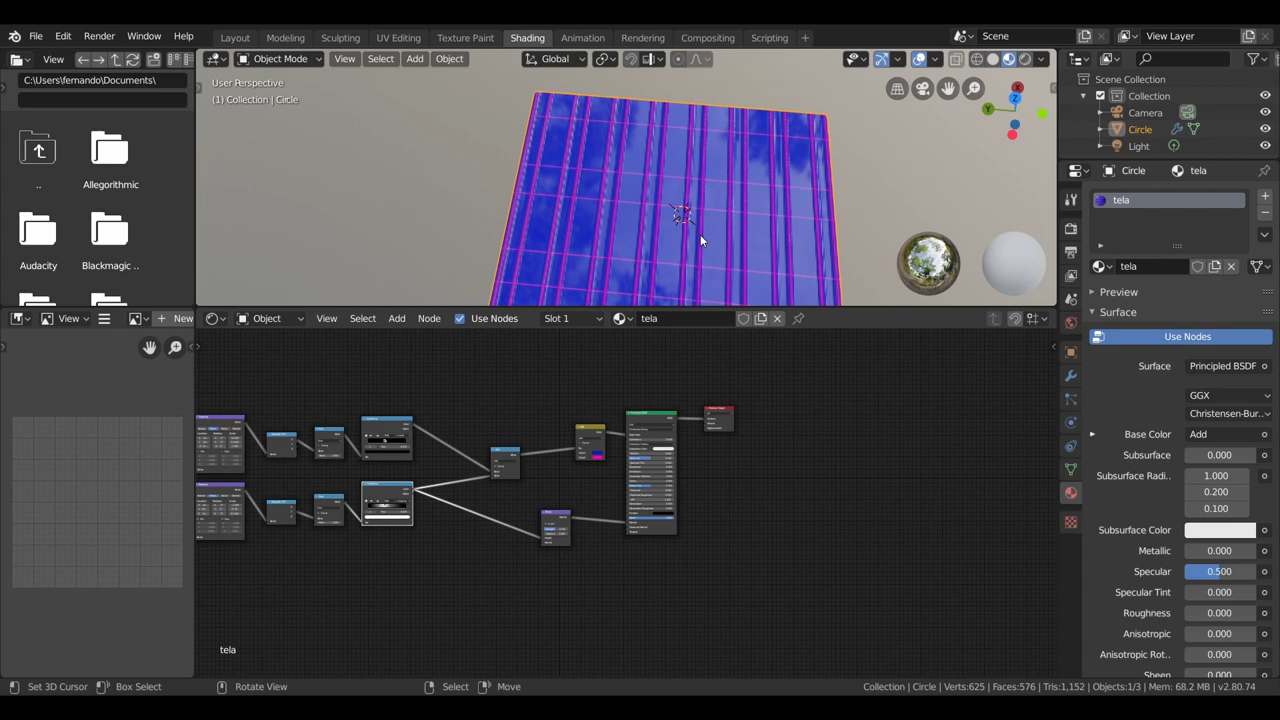 File Edit Render Window Help
Layout Modeling Sculpting UV Editing Texture Paint Shading Animation Rendering Compositing Scripting +
Scene
View Layer
View
C:\Users\fernando\Documents\
..
Allegorithmic
Audacity
Blackmagic ..
Object Mode View Select Add Object
Global
User Perspective
(1) Collection | Circle
Scene Collection
Collection
Camera
Circle
Light
Circle tela
tela
tela
Preview
Surface
Use Nodes
Surface Principled BSDF
GGX
Christensen-Bur..
Base Color Add
Subsurface 0.000
Subsurface Radi.. 1.000
0.200
0.100
Subsurface Color
Metallic 0.000
Specular 0.500
Specular Tint 0.000
Roughness 0.000
Anisotropic 0.000
Anisotropic Rot.. 0.000
Sheen
View New
Object View Select Add Node Use Nodes Slot 1 tela
tela
Set 3D Cursor Box Select Rotate View Select Move
Collection | Circle | Verts:625 | Faces:576 | Tris:1,152 | Objects:1/3 | Mem: 68.2 MB | v2.80.74